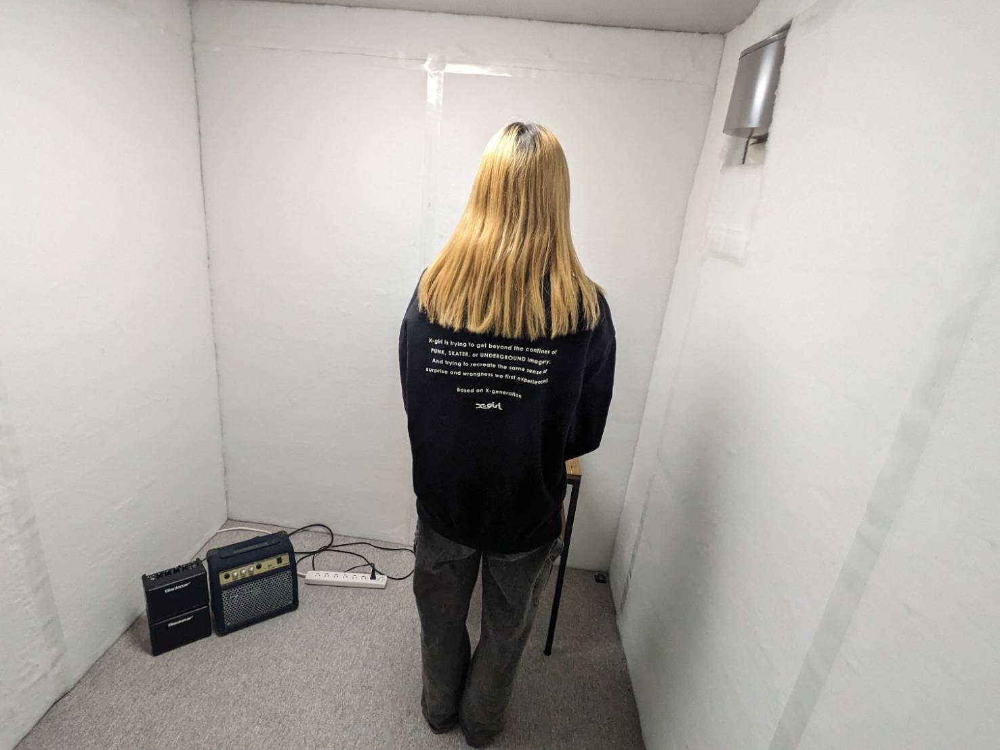 X-girl is trying to get beyond the confines of
PUNK, SKATER, or UNDERGROUND imagery.
And trying to recreate the same sense of
surprise and wrongness we first experienced.
Based on X-generation
x-girl
Blackstar
Blackstar